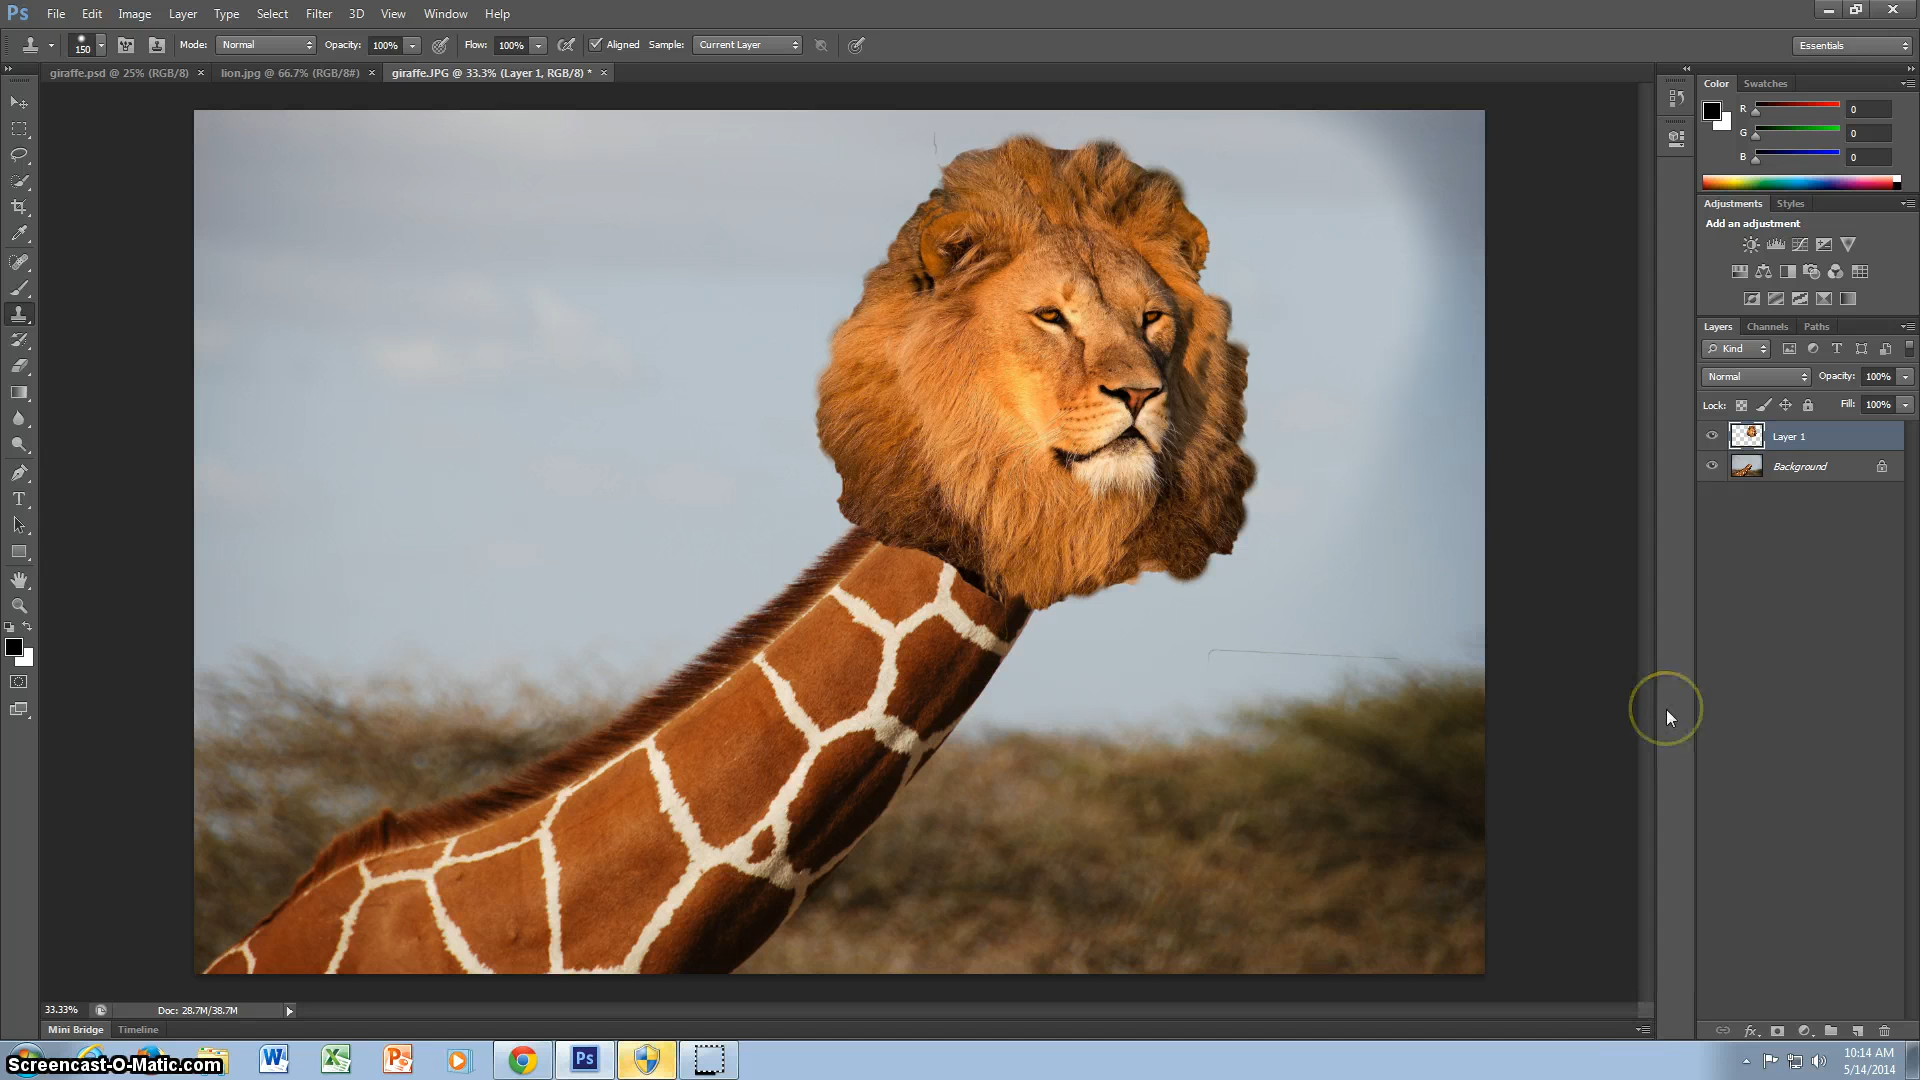 Ps File Edit Image Layer Type Select Filter 3D View Window Help
150 Mode: Normal Opacity: 100% Flow: 100% Aligned Sample: Current Layer Essentials
giraffe.psd @ 25% (RGB/8) × lion.jpg @ 66.7% (RGB/8#) × giraffe.JPG @ 33.3% (Layer 1, RGB/8) * ×
Color Swatches
R 0
G 0
B 0
Adjustments Styles
Add an adjustment
Layers Channels Paths
Kind
Normal Opacity: 100%
Lock: Fill: 100%
Layer 1
Background
33.33% Doc: 28.7M/38.7M
Mini Bridge Timeline
Screencast-O-Matic.com
Ps
10:14 AM
5/14/2014